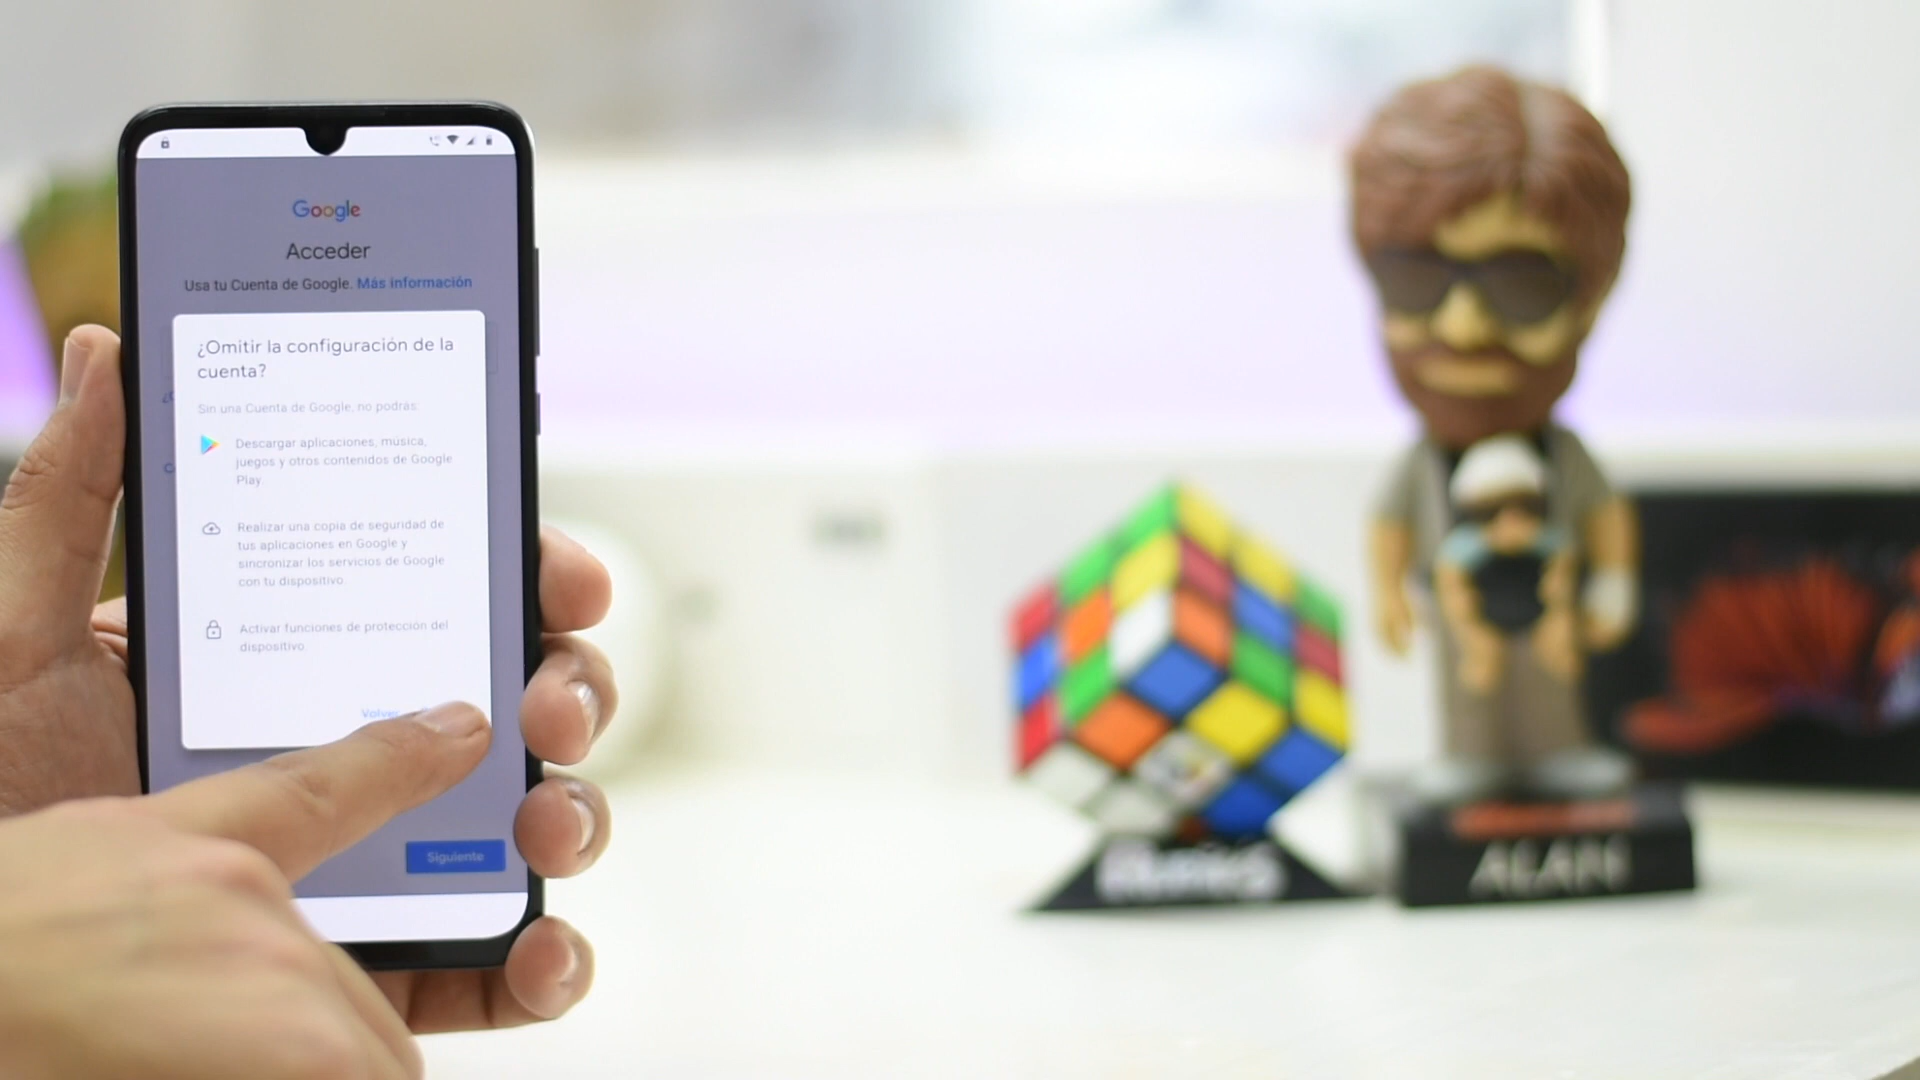 Google
Acceder
Usa tu Cuenta de Google. Más información
¿Omitir la configuración de la
cuenta?
Sin una Cuenta de Google, no podrás:
Descargar aplicaciones, música,
juegos y otros contenidos de Google
Play.
Realizar una copia de seguridad de
tus aplicaciones en Google y
sincronizar los servicios de Google
con tu dispositivo.
Activar funciones de protección del
dispositivo.
Volver
Siguiente
Rubik's
ALAN